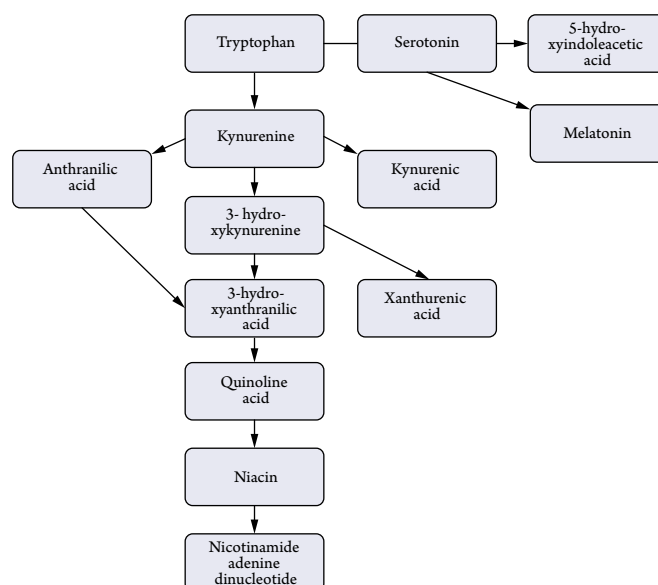 Tryptophan
Serotonin
5-hydro-
xyindoleacetic
acid
Melatonin
Kynurenine
Anthranilic
acid
Kynurenic
acid
3- hydro-
xykynurenine
3-hydro-
xyanthranilic
acid
Xanthurenic
acid
Quinoline
acid
Niacin
Nicotinamide
adenine
dinucleotide